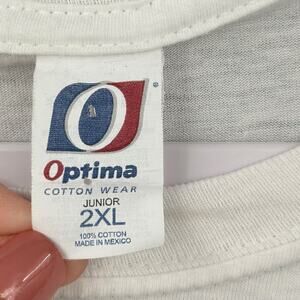 Optima
COTTON WEAR
JUNIOR
2XL
100% COTTON
MADE IN MEXICO